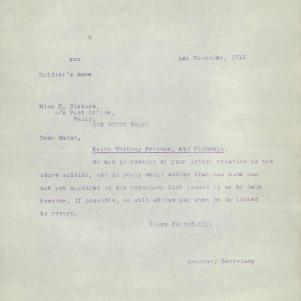 xxx
1st November, 1919
Soldier's name
Miss D. Victors,
c/o Post Office,
Manly,
NEW SOUTH WALES
Dear Madam,
Keith Whitney Freeman, 4th Pioneers.
We are in receipt of your letter relative to the
above soldier, and in reply would advise that his name has
not yet appeared in any returning list issued to us to date
However, if possible, we will advise you when he is listed
to return.
Yours faithfully,
Honorary Secretary